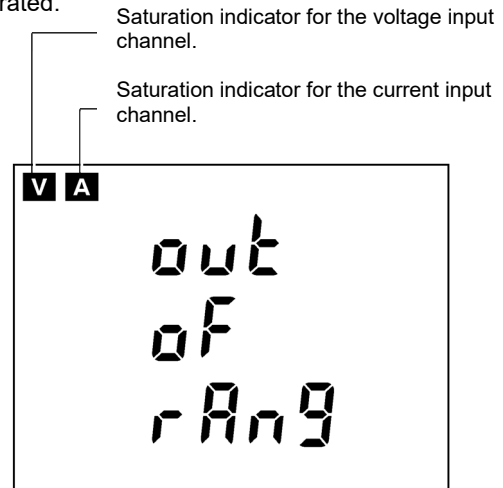 rated.
Saturation indicator for the voltage input
channel.
Saturation indicator for the current input
channel.
V A
out
oF
rAng